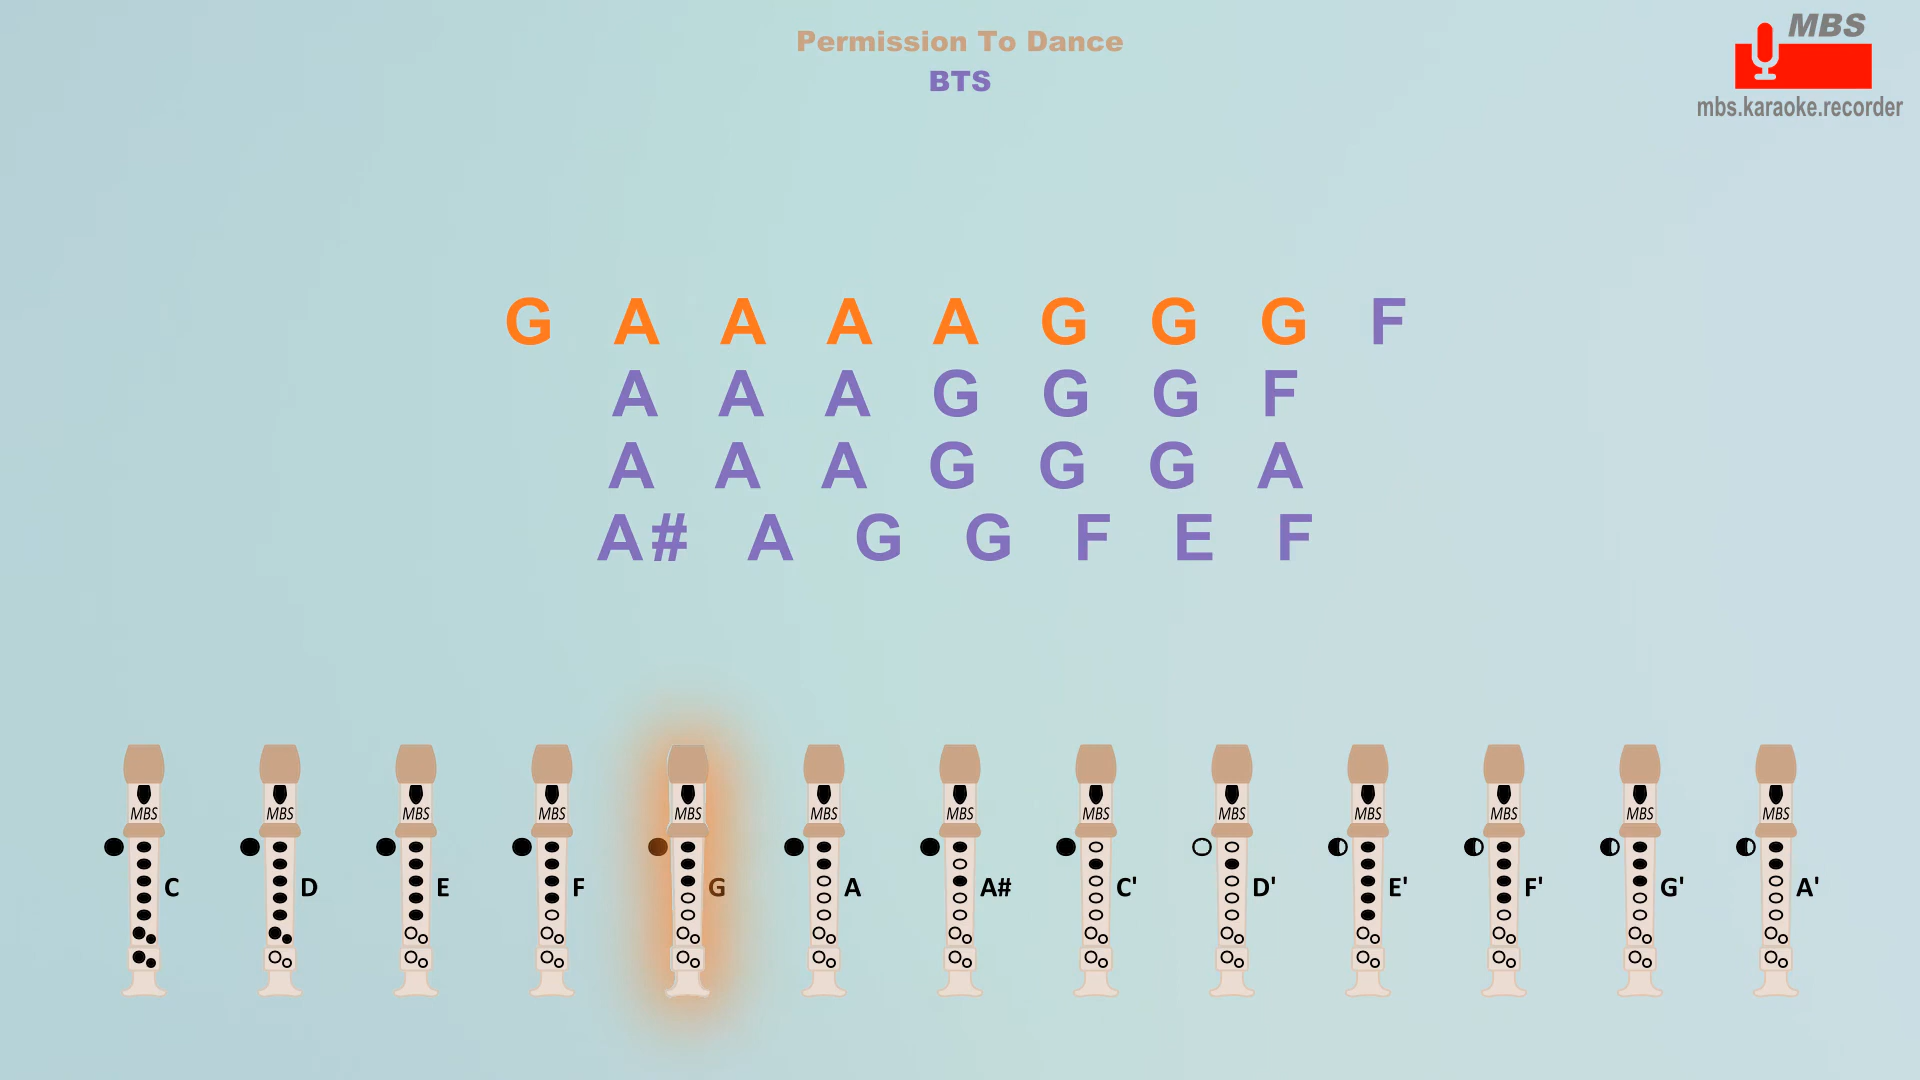 Permission To Dance
BTS
MBS
mbs.karaoke.recorder
G A A A A G G G F
A A A G G G F
A A A G G G A
A# A G G F E F
MBS MBS MBS MBS MBS MBS MBS MBS MBS MBS MBS MBS MBS
C D E F G A A# C' D' E' F' G' A'